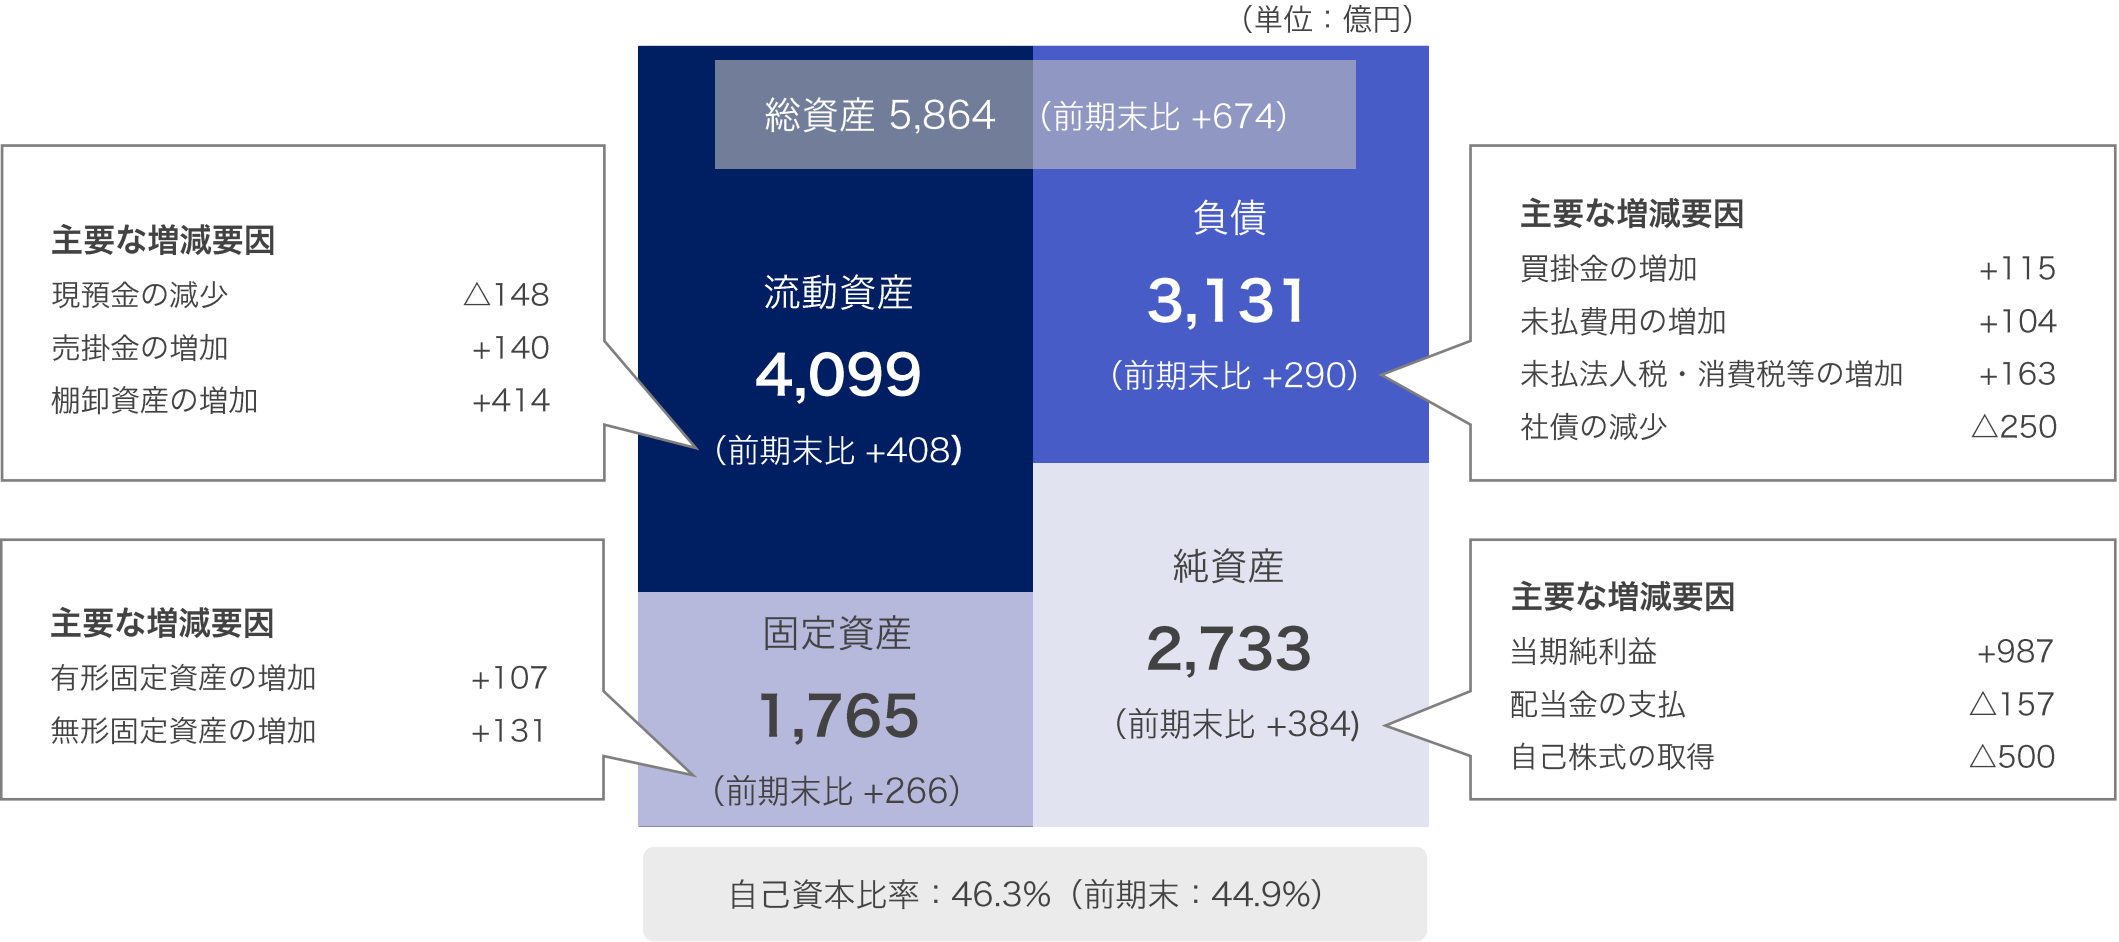 （単位：億円）
総資産 5,864 （前期末比 +674）
主要な増減要因
現預金の減少 △148
売掛金の増加 +140
棚卸資産の増加 +414
流動資産
4,099
（前期末比 +408)
負債
3,131
（前期末比 +290）
主要な増減要因
買掛金の増加 +115
未払費用の増加 +104
未払法人税・消費税等の増加 +163
社債の減少 △250
主要な増減要因
有形固定資産の増加 +107
無形固定資産の増加 +131
固定資産
1,765
（前期末比 +266）
純資産
2,733
（前期末比 +384)
主要な増減要因
当期純利益 +987
配当金の支払 △157
自己株式の取得 △500
自己資本比率：46.3%（前期末：44.9%）